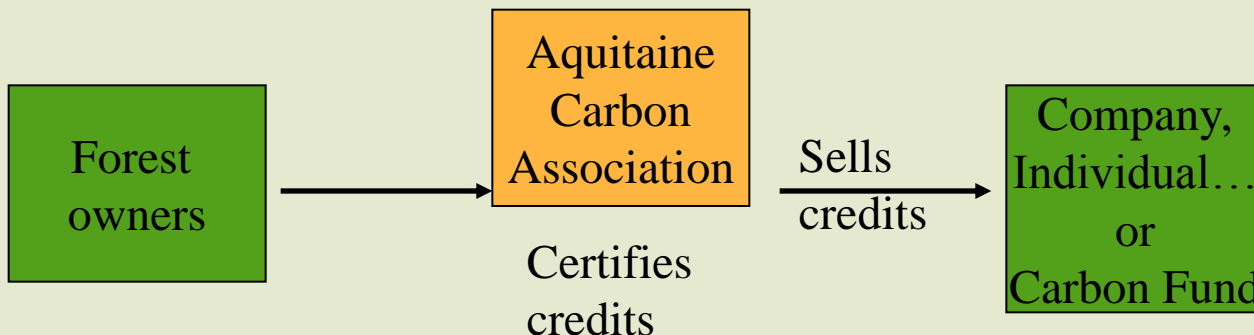 Forest
owners
Aquitaine
Carbon
Association
Certifies
credits
Sells
credits
Company,
Individual…
or
Carbon Fund